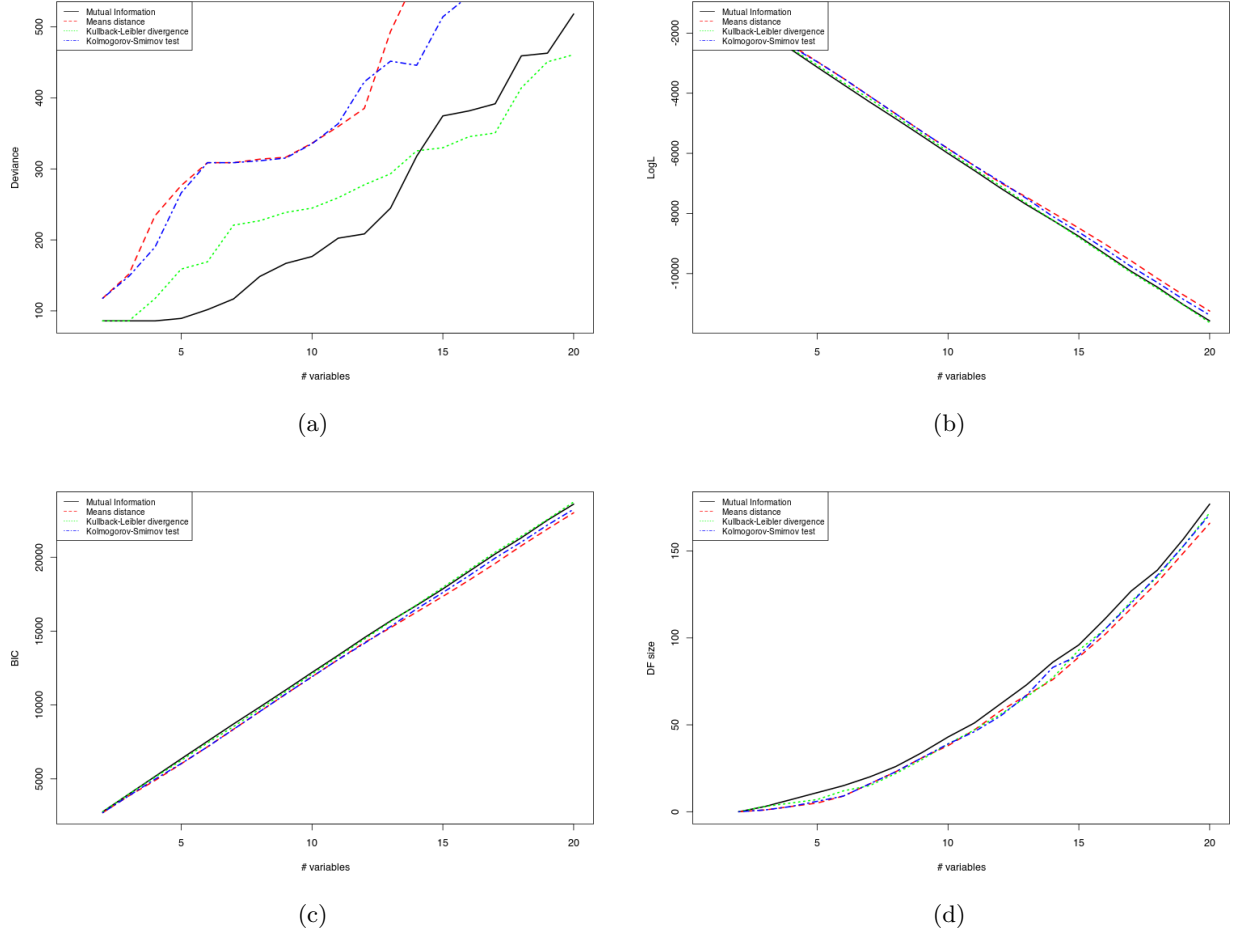 Mutual Information
Means distance
Kullback-Leibler divergence
Kolmogorov-Smirnov test
Deviance
100
200
300
400
500
5
10
15
20
# variables
(a)
Mutual Information
Means distance
Kullback-Leibler divergence
Kolmogorov-Smirnov test
LogL
-10000
-8000
-6000
-4000
-2000
5
10
15
20
# variables
(b)
Mutual Information
Means distance
Kullback-Leibler divergence
Kolmogorov-Smirnov test
BIC
5000
10000
15000
20000
5
10
15
20
# variables
(c)
Mutual Information
Means distance
Kullback-Leibler divergence
Kolmogorov-Smirnov test
DF size
0
50
100
150
5
10
15
20
# variables
(d)